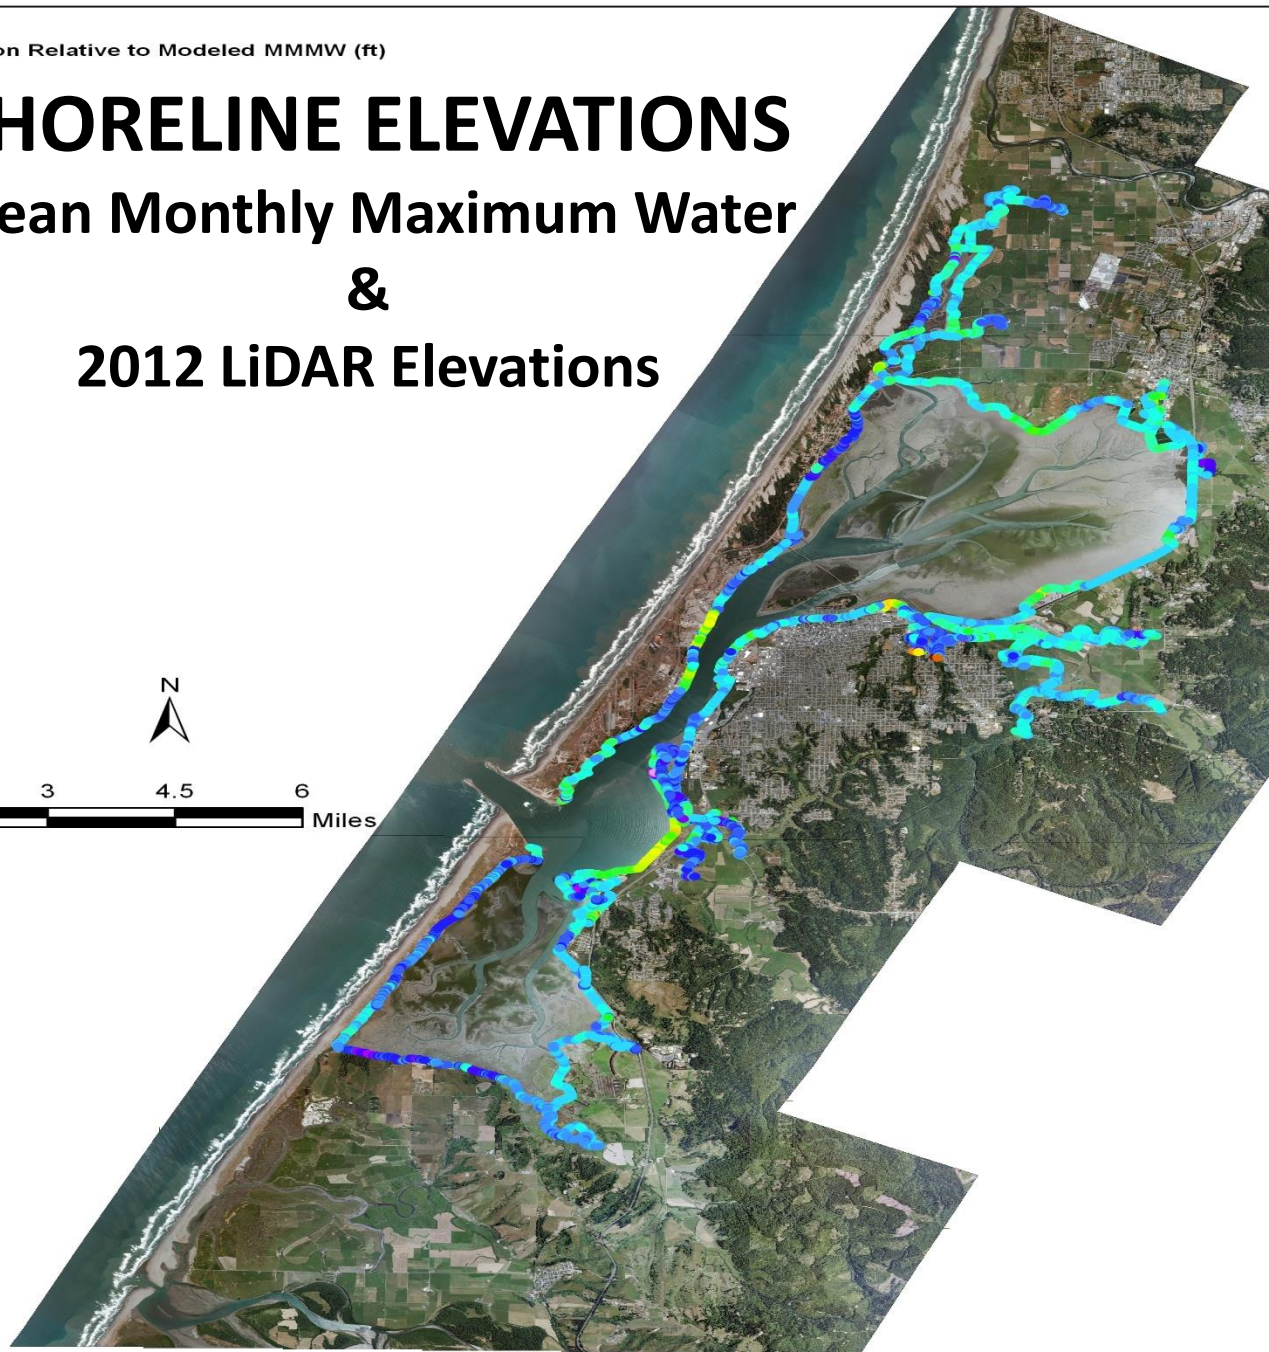 on Relative to Modeled MMMW (ft)
HORELINE ELEVATIONS
ean Monthly Maximum Water
&
2012 LiDAR Elevations
N
3 4.5 6
Miles